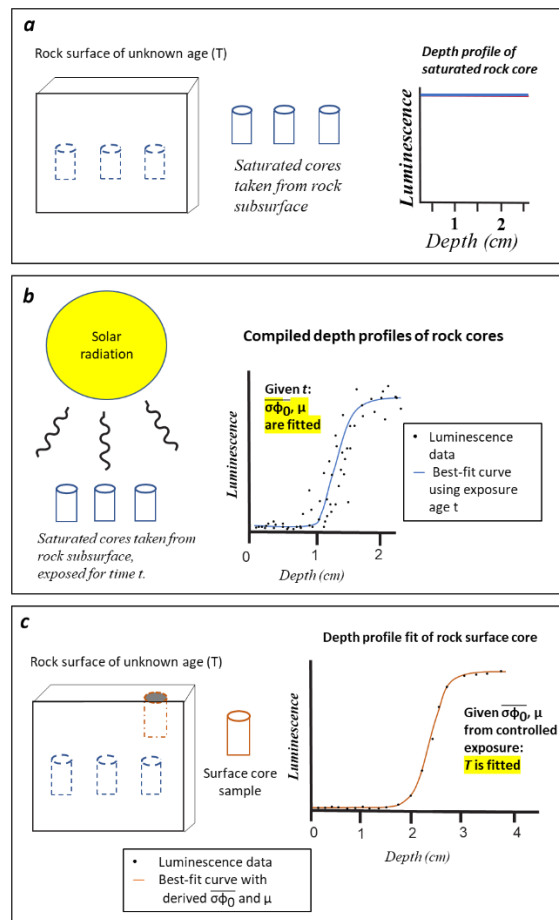 a
Rock surface of unknown age (T)
Saturated cores
taken from rock
subsurface
Depth profile of
saturated rock core
Luminescence
1 2
Depth (cm)
b
Solar
radiation
Saturated cores taken from
rock subsurface,
exposed for time t.
Compiled depth profiles of rock cores
Given t:
σϕ₀, μ
are fitted
Luminescence
0 1 2
Depth (cm)
Luminescence
data
Best-fit curve
using exposure
age t
c
Rock surface of unknown age (T)
Surface core
sample
Depth profile fit of rock surface core
Given σϕ₀, μ
from controlled
exposure:
T is fitted
Luminescence
0 1 2 3 4
Depth (cm)
Luminescence data
Best-fit curve with
derived σϕ₀ and μ